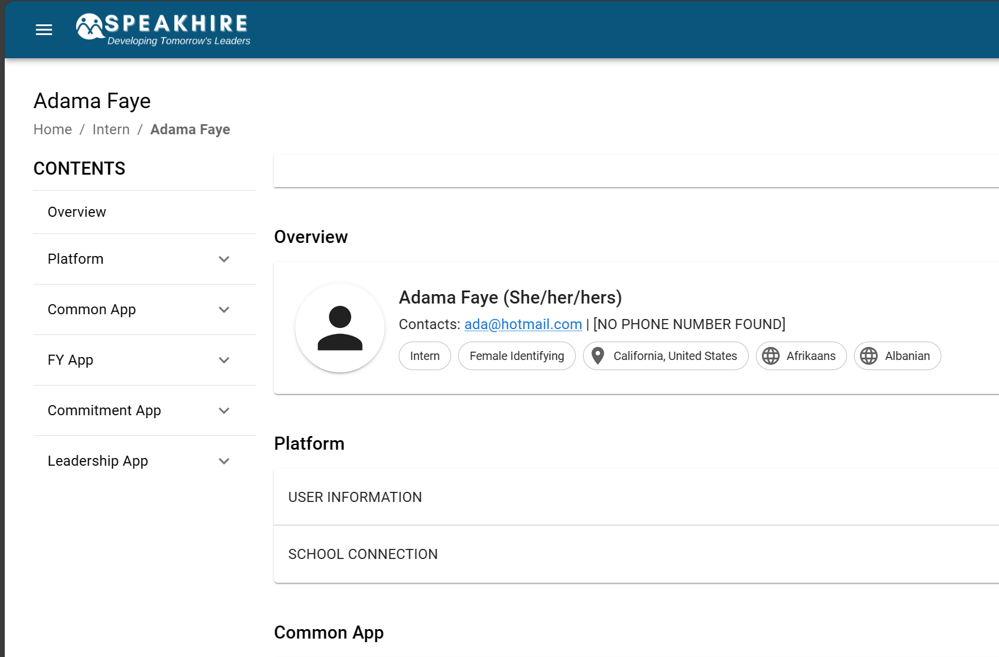 SPEAKHIRE
Developing Tomorrow's Leaders
Adama Faye
Home / Intern / Adama Faye
CONTENTS
Overview
Platform
Common App
FY App
Commitment App
Leadership App
Overview
Adama Faye (She/her/hers)
Contacts: ada@hotmail.com | [NO PHONE NUMBER FOUND]
Intern Female Identifying California, United States Afrikaans Albanian
Platform
USER INFORMATION
SCHOOL CONNECTION
Common App